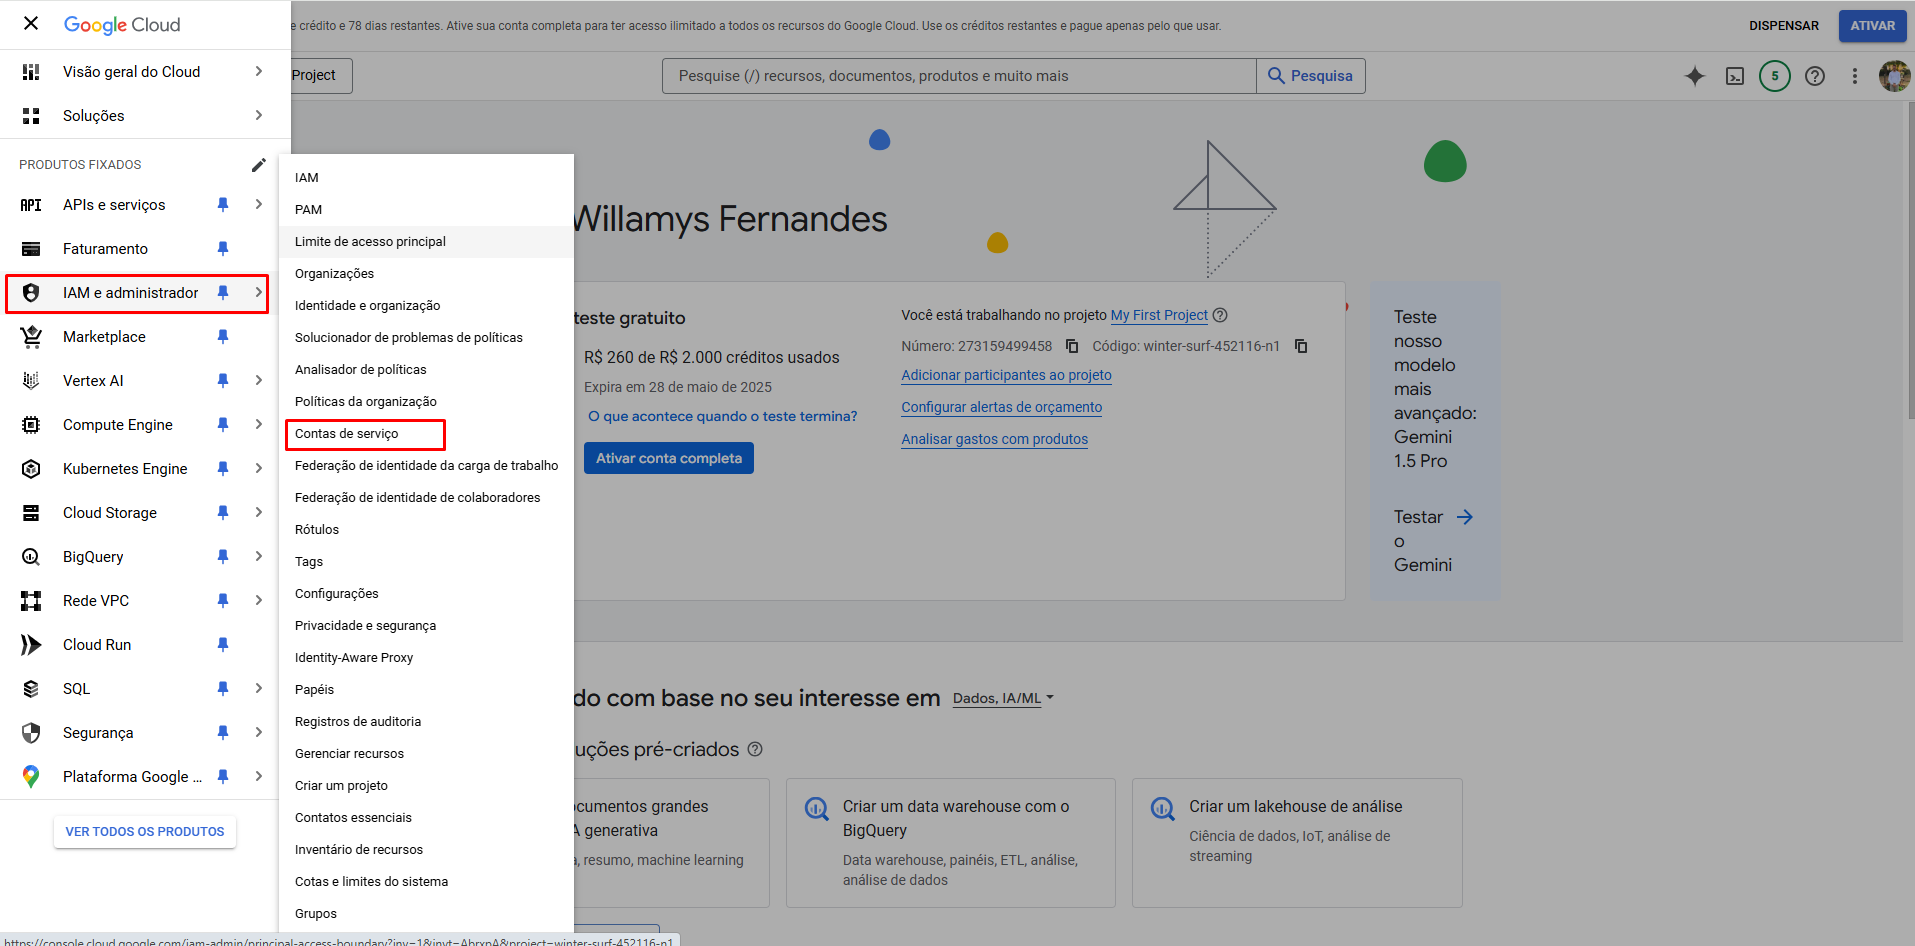 Google Cloud
e crédito e 78 dias restantes. Ative sua conta completa para ter acesso ilimitado a todos os recursos do Google Cloud. Use os créditos restantes e pague apenas pelo que usar.
DISPENSAR
ATIVAR
Visão geral do Cloud
Soluções
Project
Pesquise (/) recursos, documentos, produtos e muito mais
Pesquisa
5
PRODUTOS FIXADOS
API
APIs e serviços
Faturamento
IAM e administrador
Marketplace
Vertex AI
Compute Engine
Kubernetes Engine
Cloud Storage
BigQuery
Rede VPC
Cloud Run
SQL
Segurança
Plataforma Google ...
VER TODOS OS PRODUTOS
IAM
PAM
Limite de acesso principal
Organizações
Identidade e organização
Solucionador de problemas de políticas
Analisador de políticas
Políticas da organização
Contas de serviço
Federação de identidade da carga de trabalho
Federação de identidade de colaboradores
Rótulos
Tags
Configurações
Privacidade e segurança
Identity-Aware Proxy
Papéis
Registros de auditoria
Gerenciar recursos
Criar um projeto
Contatos essenciais
Inventário de recursos
Cotas e limites do sistema
Grupos
Willamys Fernandes
teste gratuito
R$ 260 de R$ 2.000 créditos usados
Expira em 28 de maio de 2025
O que acontece quando o teste termina?
Ativar conta completa
Você está trabalhando no projeto My First Project
Número: 273159499458 Código: winter-surf-452116-n1
Adicionar participantes ao projeto
Configurar alertas de orçamento
Analisar gastos com produtos
Teste
nosso
modelo
mais
avançado:
Gemini
1.5 Pro
Testar
o
Gemini
do com base no seu interesse em Dados, IA/ML
uções pré-criados
ocumentos grandes
A generativa
a, resumo, machine learning
Criar um data warehouse com o
BigQuery
Data warehouse, painéis, ETL, análise,
análise de dados
Criar um lakehouse de análise
Ciência de dados, IoT, análise de
streaming
https://console.cloud.google.com/iam-admin/principal-access-boundary?inv=1&invt=AbrxpA&project=winter-surf-452116-n1